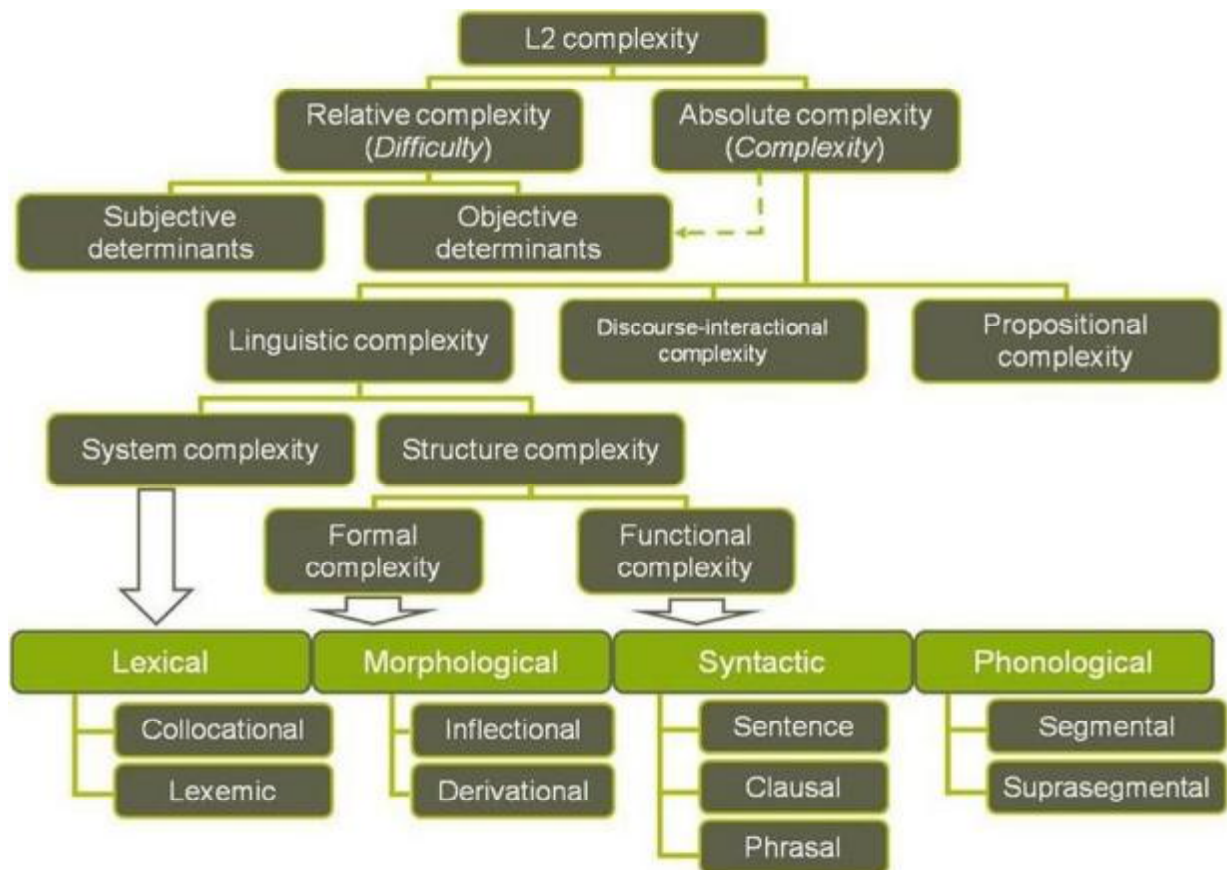 L2 complexity
Relative complexity
(Difficulty)
Absolute complexity
(Complexity)
Subjective
determinants
Objective
determinants
Linguistic complexity
Discourse-interactional
complexity
Propositional
complexity
System complexity
Structure complexity
Formal
complexity
Functional
complexity
Lexical
Morphological
Syntactic
Phonological
Collocational
Lexemic
Inflectional
Derivational
Sentence
Clausal
Phrasal
Segmental
Suprasegmental